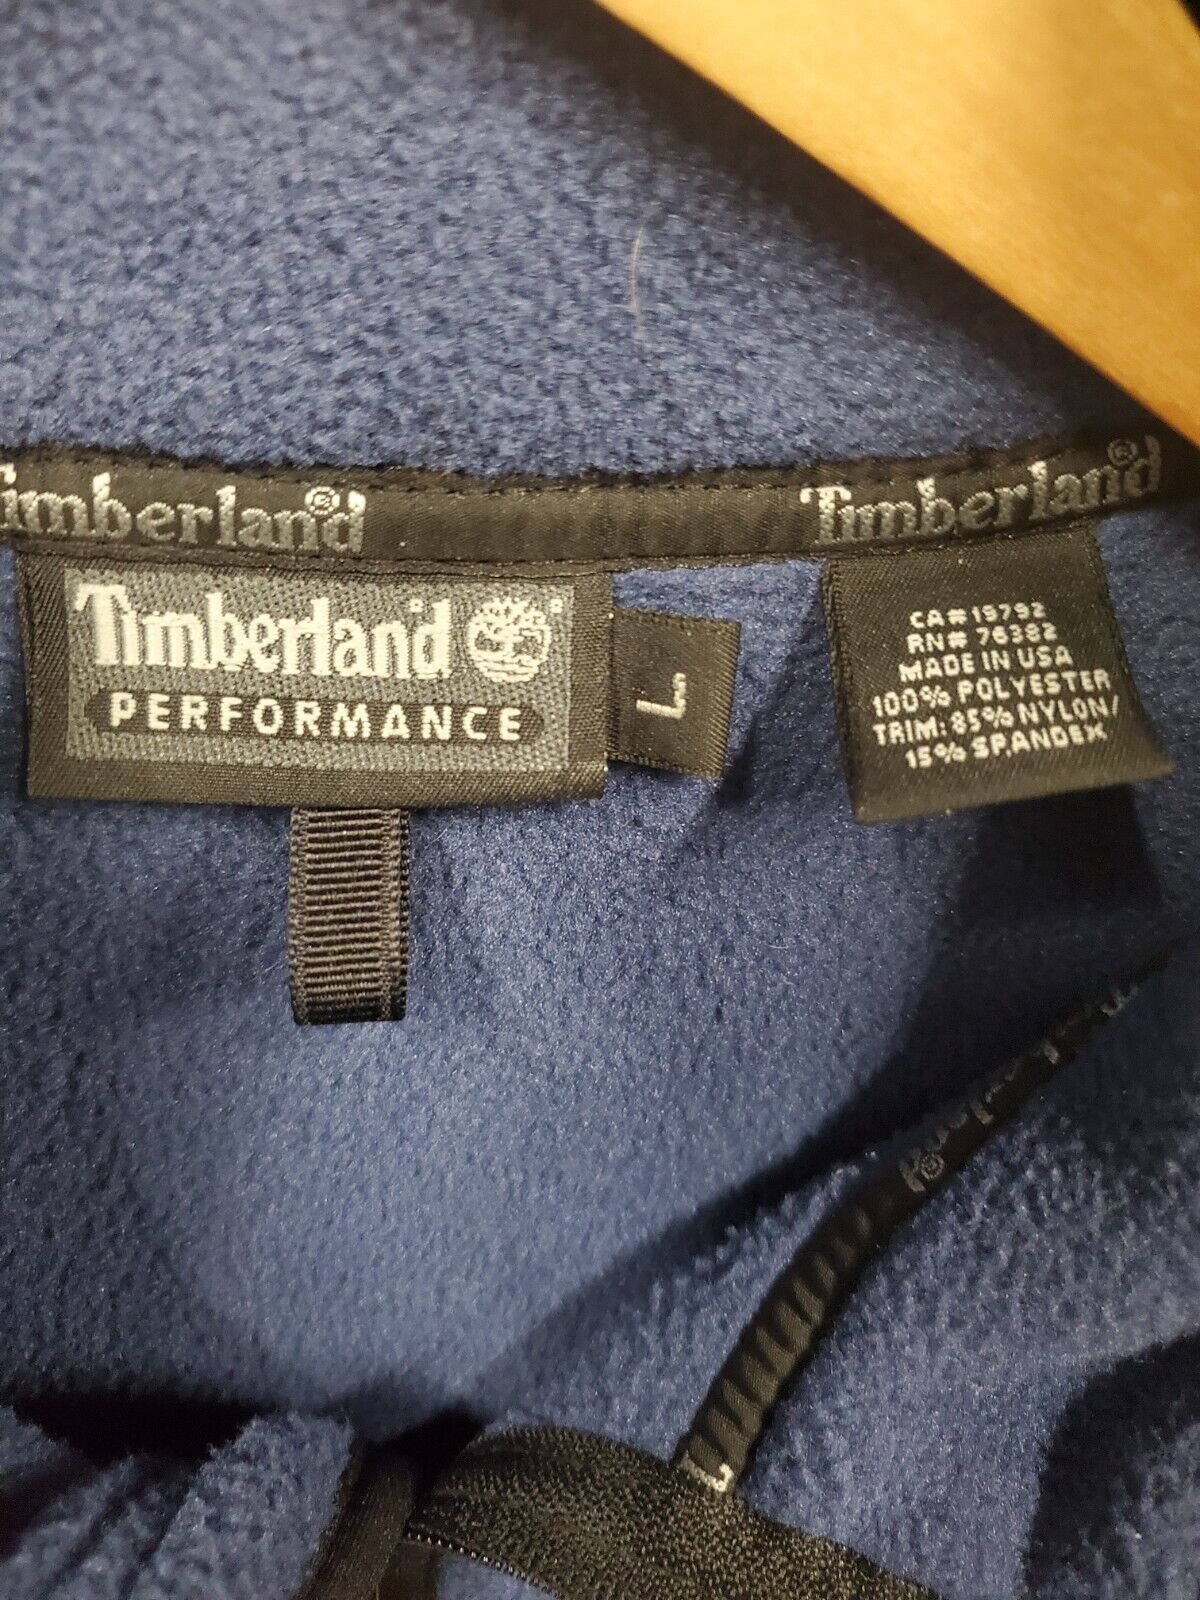 Timberland®
Timberland®
Timberland®
PERFORMANCE
L
CA# 19792
RN# 76382
MADE IN USA
100% POLYESTER
TRIM: 85% NYLON/
15% SPANDEX